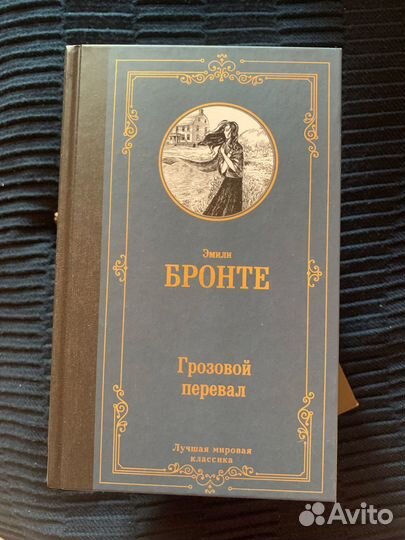 Эмили
БРОНТЕ
Грозовой
перевал
Лучшая мировая
классика
Avito